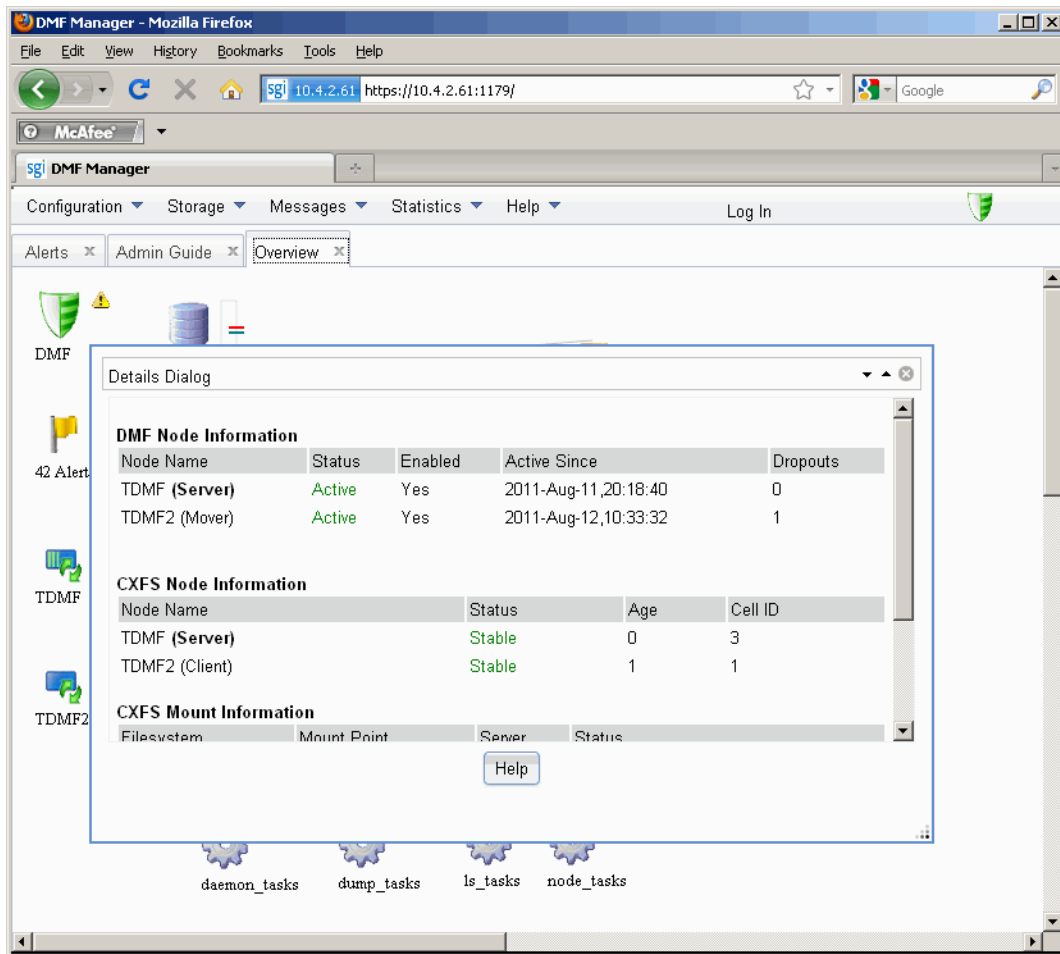 DMF Manager - Mozilla Firefox
File Edit View History Bookmarks Tools Help
sgi 10.4.2.61 https://10.4.2.61:1179/ Google
McAfee
sgi DMF Manager
Configuration Storage Messages Statistics Help Log In
Alerts Admin Guide Overview
DMF
Details Dialog
DMF Node Information
Node Name Status Enabled Active Since Dropouts
42 Alert
TDMF (Server) Active Yes 2011-Aug-11,20:18:40 0
TDMF2 (Mover) Active Yes 2011-Aug-12,10:33:32 1
CXFS Node Information
TDMF
Node Name Status Age Cell ID
TDMF (Server) Stable 0 3
TDMF2 (Client) Stable 1 1
CXFS Mount Information
TDMF2
Filesystem Mount Point Server Status
Help
daemon_tasks dump_tasks ls_tasks node_tasks